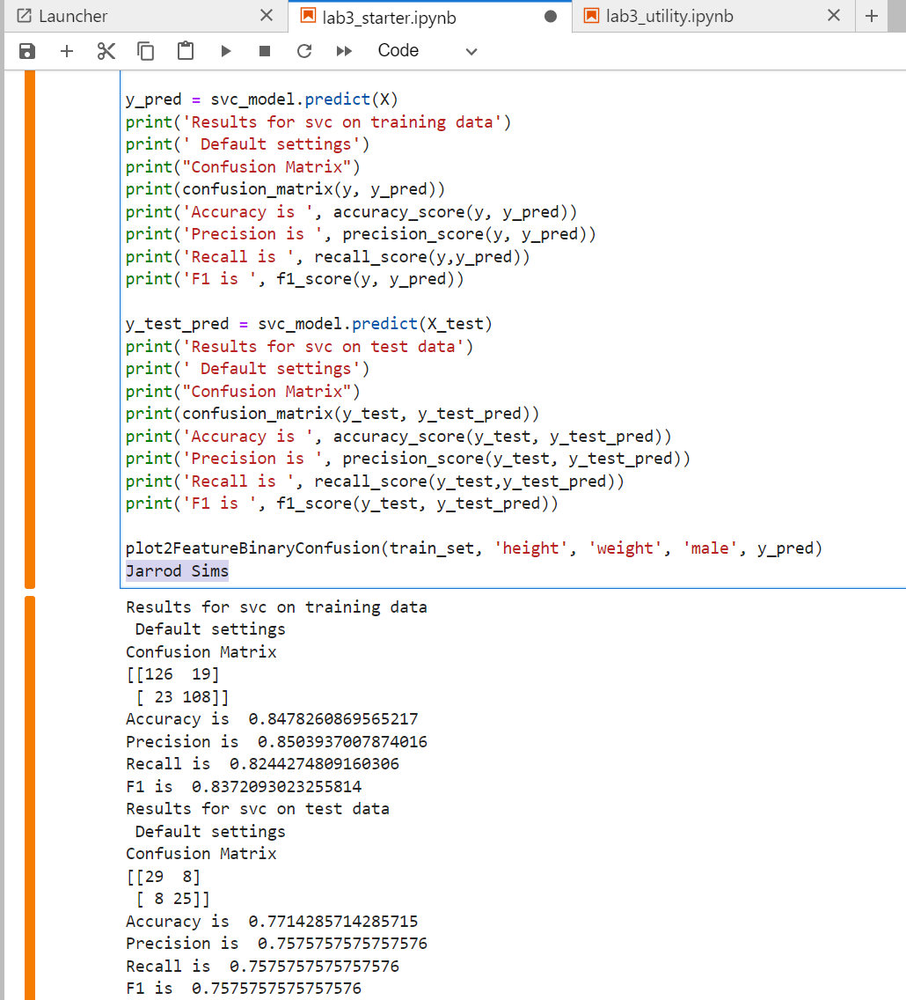 Launcher
lab3_starter.ipynb
lab3_utility.ipynb
Code
y_pred = svc_model.predict(X)
print('Results for svc on training data')
print(' Default settings')
print("Confusion Matrix")
print(confusion_matrix(y, y_pred))
print('Accuracy is ', accuracy_score(y, y_pred))
print('Precision is ', precision_score(y, y_pred))
print('Recall is ', recall_score(y,y_pred))
print('F1 is ', f1_score(y, y_pred))
y_test_pred = svc_model.predict(X_test)
print('Results for svc on test data')
print(' Default settings')
print("Confusion Matrix")
print(confusion_matrix(y_test, y_test_pred))
print('Accuracy is ', accuracy_score(y_test, y_test_pred))
print('Precision is ', precision_score(y_test, y_test_pred))
print('Recall is ', recall_score(y_test,y_test_pred))
print('F1 is ', f1_score(y_test, y_test_pred))
plot2FeatureBinaryConfusion(train_set, 'height', 'weight', 'male', y_pred)
Jarrod Sims
Results for svc on training data
 Default settings
Confusion Matrix
[[126  19]
 [ 23 108]]
Accuracy is  0.8478260869565217
Precision is  0.8503937007874016
Recall is  0.8244274809160306
F1 is  0.8372093023255814
Results for svc on test data
 Default settings
Confusion Matrix
[[29  8]
 [ 8 25]]
Accuracy is  0.7714285714285715
Precision is  0.7575757575757576
Recall is  0.7575757575757576
F1 is  0.7575757575757576